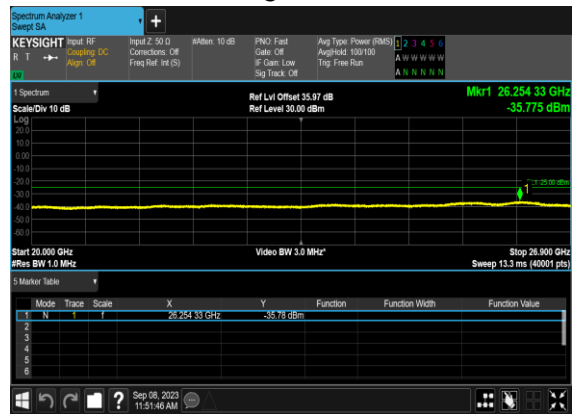 Spectrum Analyzer 1
Swept SA
+
KEYSIGHT
R T
LV
Input: RF
Coupling: DC
Align: Off
Input Z: 50 Ω
Corrections: Off
Freq Ref: Int (S)
#Atten: 10 dB
PNO: Fast
Gate: Off
IF Gain: Low
Sig Track: Off
Avg Type: Power (RMS)
Avg|Hold: 100/100
Trig: Free Run
1 2 3 4 5 6
A W W W W W
A N N N N N
1 Spectrum
Scale/Div 10 dB
Ref Lvl Offset 35.97 dB
Ref Level 30.00 dBm
Mkr1 26.254 33 GHz
-35.775 dBm
Log
20.0
10.0
0.00
-10.0
-20.0
-30.0
-40.0
-50.0
-60.0
1
-25.00 dBm
Start 20.000 GHz
#Res BW 1.0 MHz
Video BW 3.0 MHz*
Stop 26.900 GHz
Sweep 13.3 ms (40001 pts)
5 Marker Table
Mode Trace Scale X Y Function Function Width Function Value
1 N 1 f 26.254 33 GHz -35.78 dBm
2
3
4
5
6
?
Sep 08, 2023
11:51:46 AM